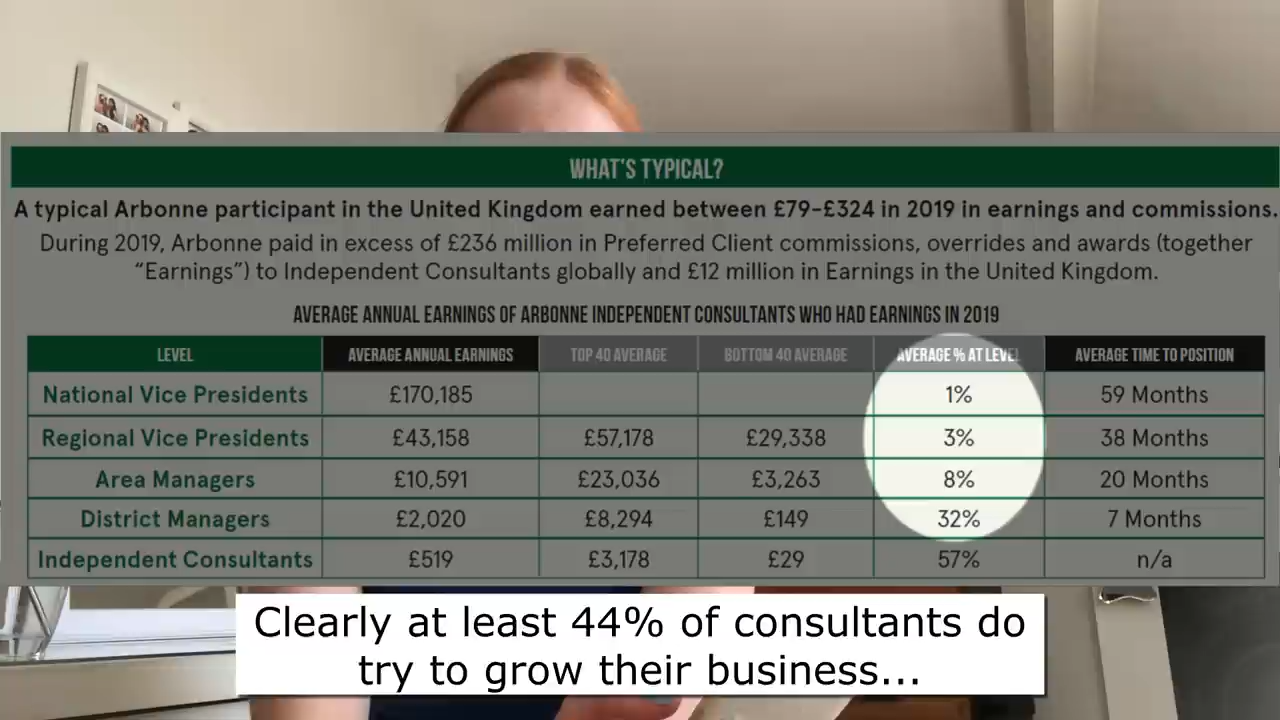 WHAT'S TYPICAL?
A typical Arbonne participant in the United Kingdom earned between £79-£324 in 2019 in earnings and commissions.
During 2019, Arbonne paid in excess of £236 million in Preferred Client commissions, overrides and awards (together
“Earnings”) to Independent Consultants globally and £12 million in Earnings in the United Kingdom.
AVERAGE ANNUAL EARNINGS OF ARBONNE INDEPENDENT CONSULTANTS WHO HAD EARNINGS IN 2019
LEVEL AVERAGE ANNUAL EARNINGS TOP 40 AVERAGE BOTTOM 40 AVERAGE AVERAGE % AT LEVEL AVERAGE TIME TO POSITION
National Vice Presidents £170,185 1% 59 Months
Regional Vice Presidents £43,158 £57,178 £29,338 3% 38 Months
Area Managers £10,591 £23,036 £3,263 8% 20 Months
District Managers £2,020 £8,294 £149 32% 7 Months
Independent Consultants £519 £3,178 £29 57% n/a
Clearly at least 44% of consultants do
try to grow their business...